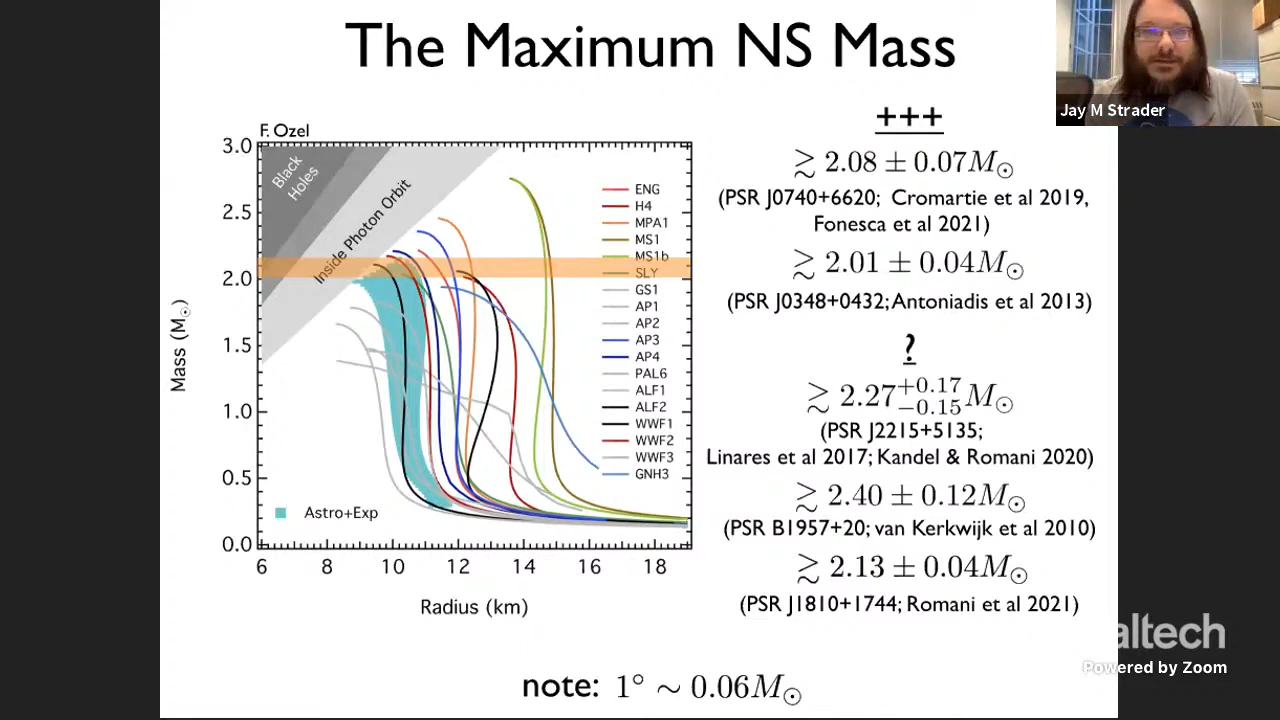 The Maximum NS Mass
Jay M Strader
F. Ozel
3.0
2.5
2.0
1.5
1.0
0.5
0.0
6 8 10 12 14 16 18
Mass (M☉)
Radius (km)
Black
Holes
Inside Photon Orbit
ENG
H4
MPA1
MS1
MS1b
SLY
GS1
AP1
AP2
AP3
AP4
PAL6
ALF1
ALF2
WWF1
WWF2
WWF3
GNH3
Astro+Exp
+++
≳ 2.08 ± 0.07M☉
(PSR J0740+6620; Cromartie et al 2019,
Fonesca et al 2021)
≳ 2.01 ± 0.04M☉
(PSR J0348+0432; Antoniadis et al 2013)
?
≳ 2.27+0.17−0.15M☉
(PSR J2215+5135;
Linares et al 2017; Kandel & Romani 2020)
≳ 2.40 ± 0.12M☉
(PSR B1957+20; van Kerkwijk et al 2010)
≳ 2.13 ± 0.04M☉
(PSR J1810+1744; Romani et al 2021)
altech
Powered by Zoom
note: 1° ~ 0.06M☉